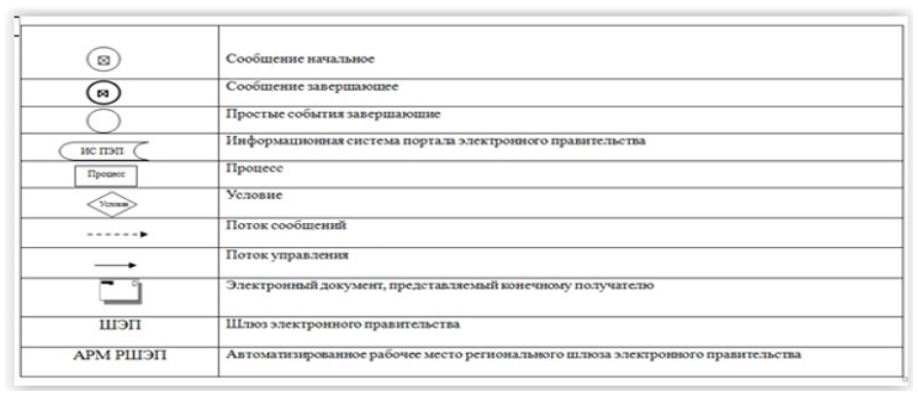 Сообщение начальное
Сообщение завершающее
Простые события завершающие
ИС ПЭП Информационная система портала электронного правительства
Процесс Процесс
Условие Условие
Поток сообщений
Поток управления
Электронный документ, представляемый конечному получателю
ШЭП Шлюз электронного правительства
АРМ РШЭП Автоматизированное рабочее место регионального шлюза электронного правительства